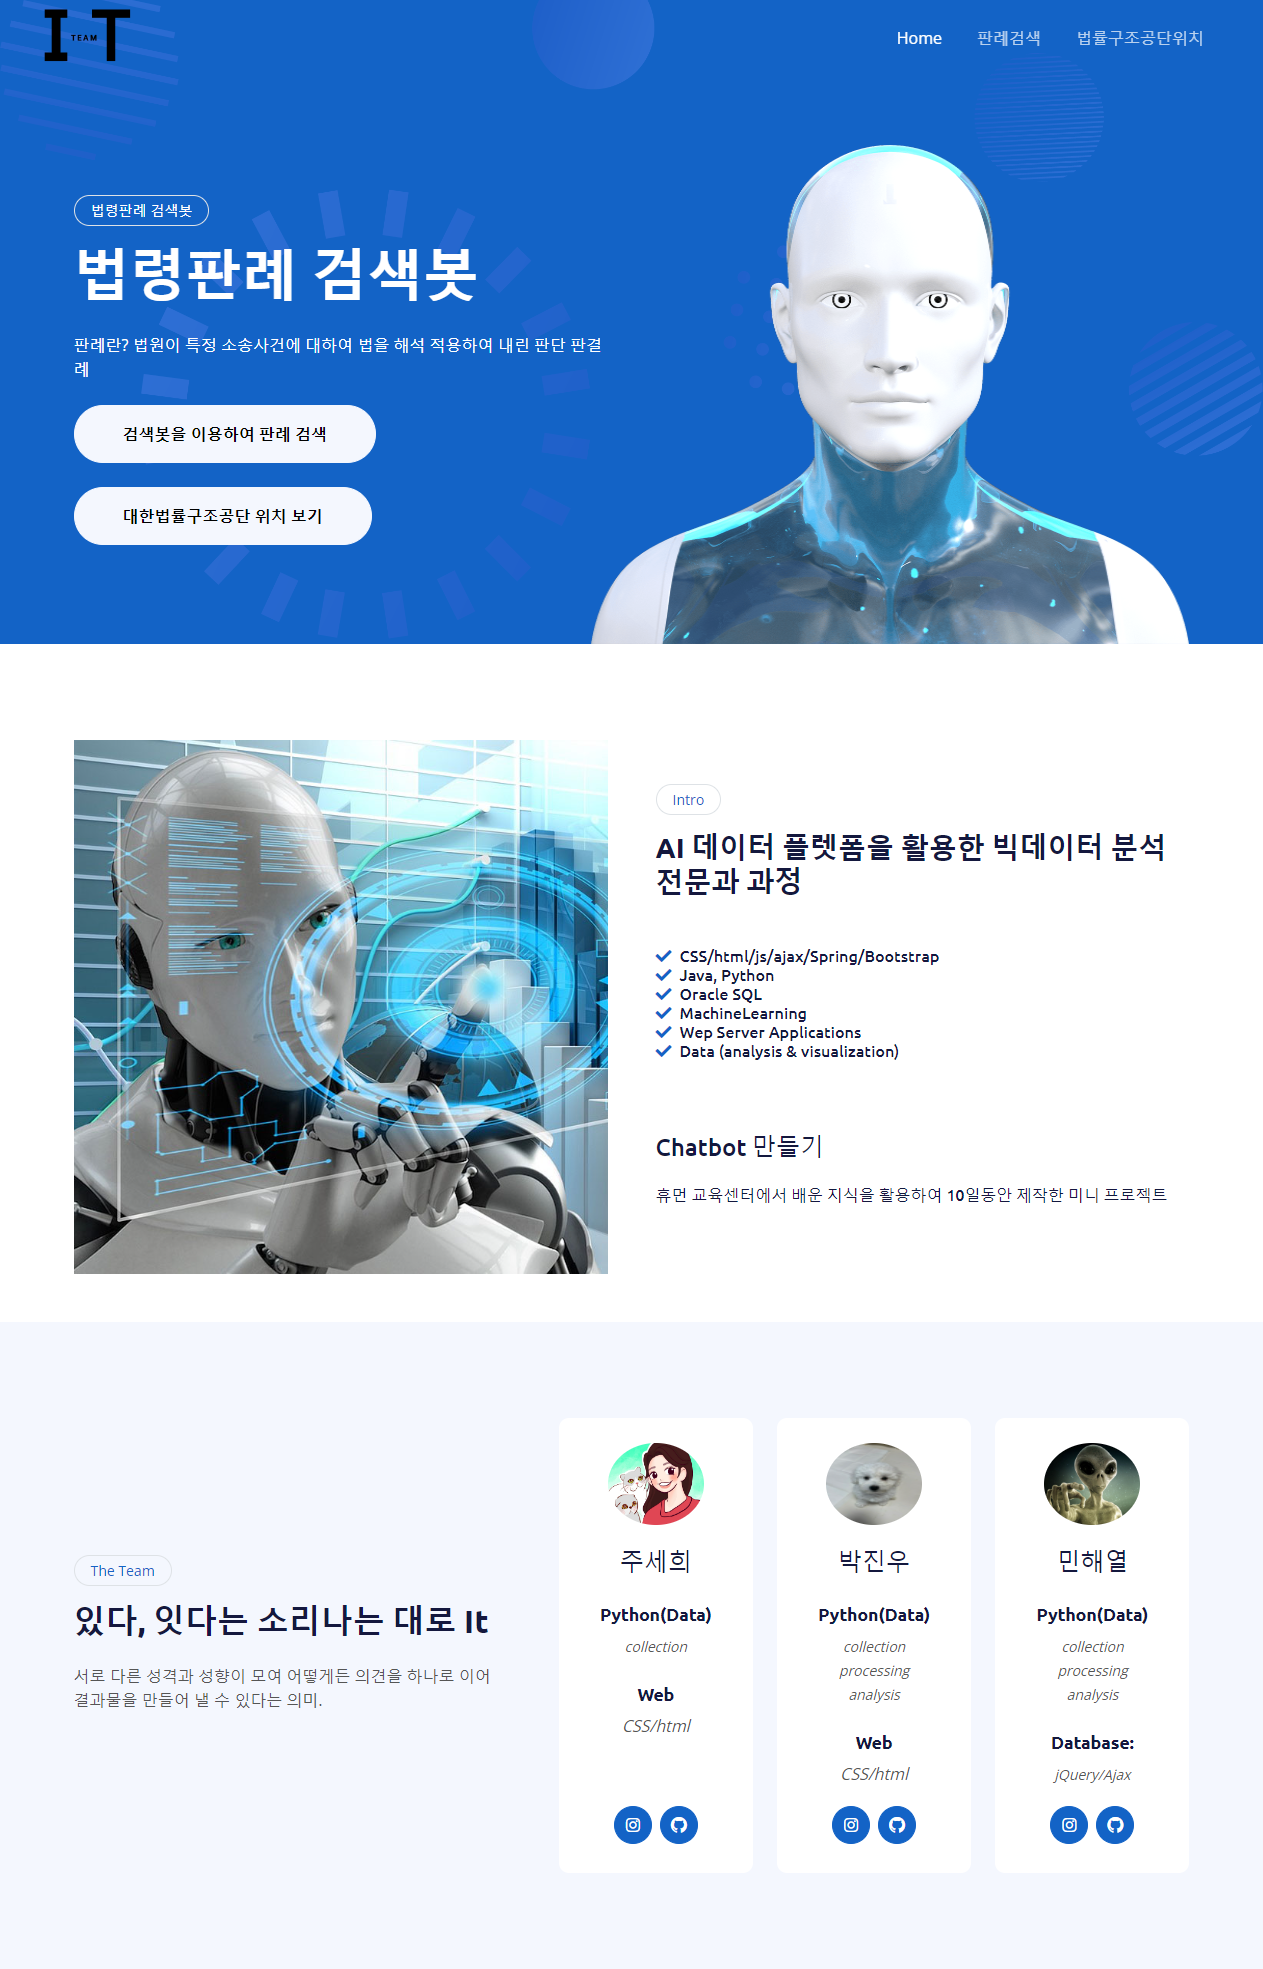 IT
TEAM
Home
판례검색
법률구조공단위치
법령판례 검색봇
법령판례 검색봇
판례란? 법원이 특정 소송사건에 대하여 법을 해석 적용하여 내린 판단 판결
례
검색봇을 이용하여 판례 검색
대한법률구조공단 위치 보기
Intro
AI 데이터 플렛폼을 활용한 빅데이터 분석
전문과 과정
CSS/html/js/ajax/Spring/Bootstrap
Java, Python
Oracle SQL
MachineLearning
Wep Server Applications
Data (analysis & visualization)
Chatbot 만들기
휴먼 교육센터에서 배운 지식을 활용하여 10일동안 제작한 미니 프로젝트
The Team
있다, 잇다는 소리나는 대로 It
서로 다른 성격과 성향이 모여 어떻게든 의견을 하나로 이어
결과물을 만들어 낼 수 있다는 의미.
주세희
Python(Data)
collection
Web
CSS/html
박진우
Python(Data)
collection
processing
analysis
Web
CSS/html
민해열
Python(Data)
collection
processing
analysis
Database:
jQuery/Ajax